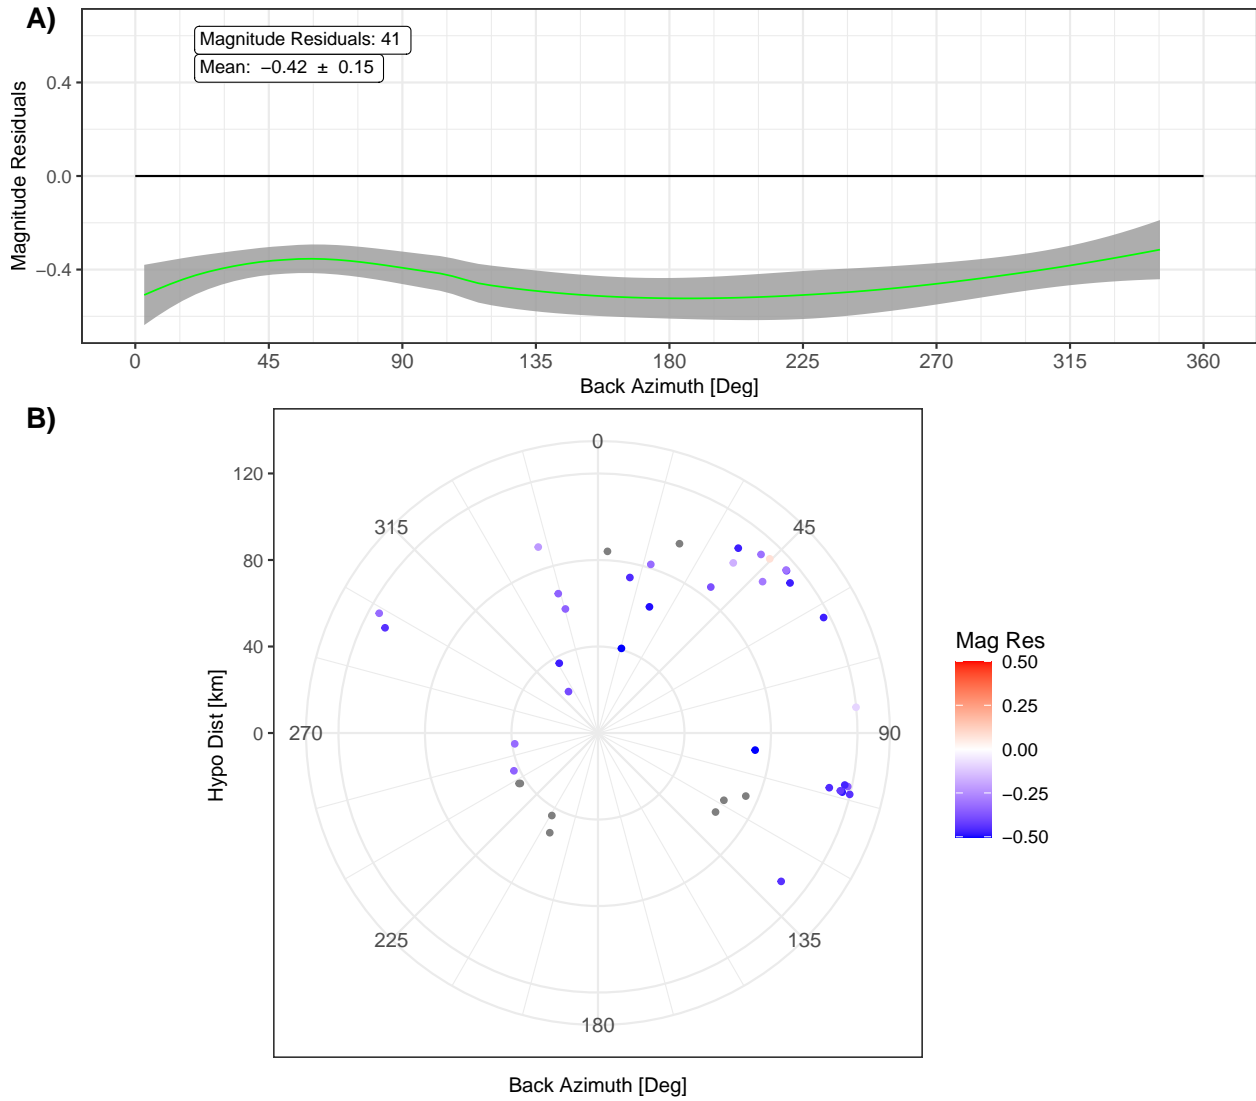 A)
Magnitude Residuals: 41
Mean: −0.42 ± 0.15
Magnitude Residuals
0.4
0.0
−0.4
0 45 90 135 180 225 270 315 360
Back Azimuth [Deg]
B)
Hypo Dist [km]
120
80
40
0
0
45
90
135
180
225
270
315
Back Azimuth [Deg]
Mag Res
0.50
0.25
0.00
−0.25
−0.50